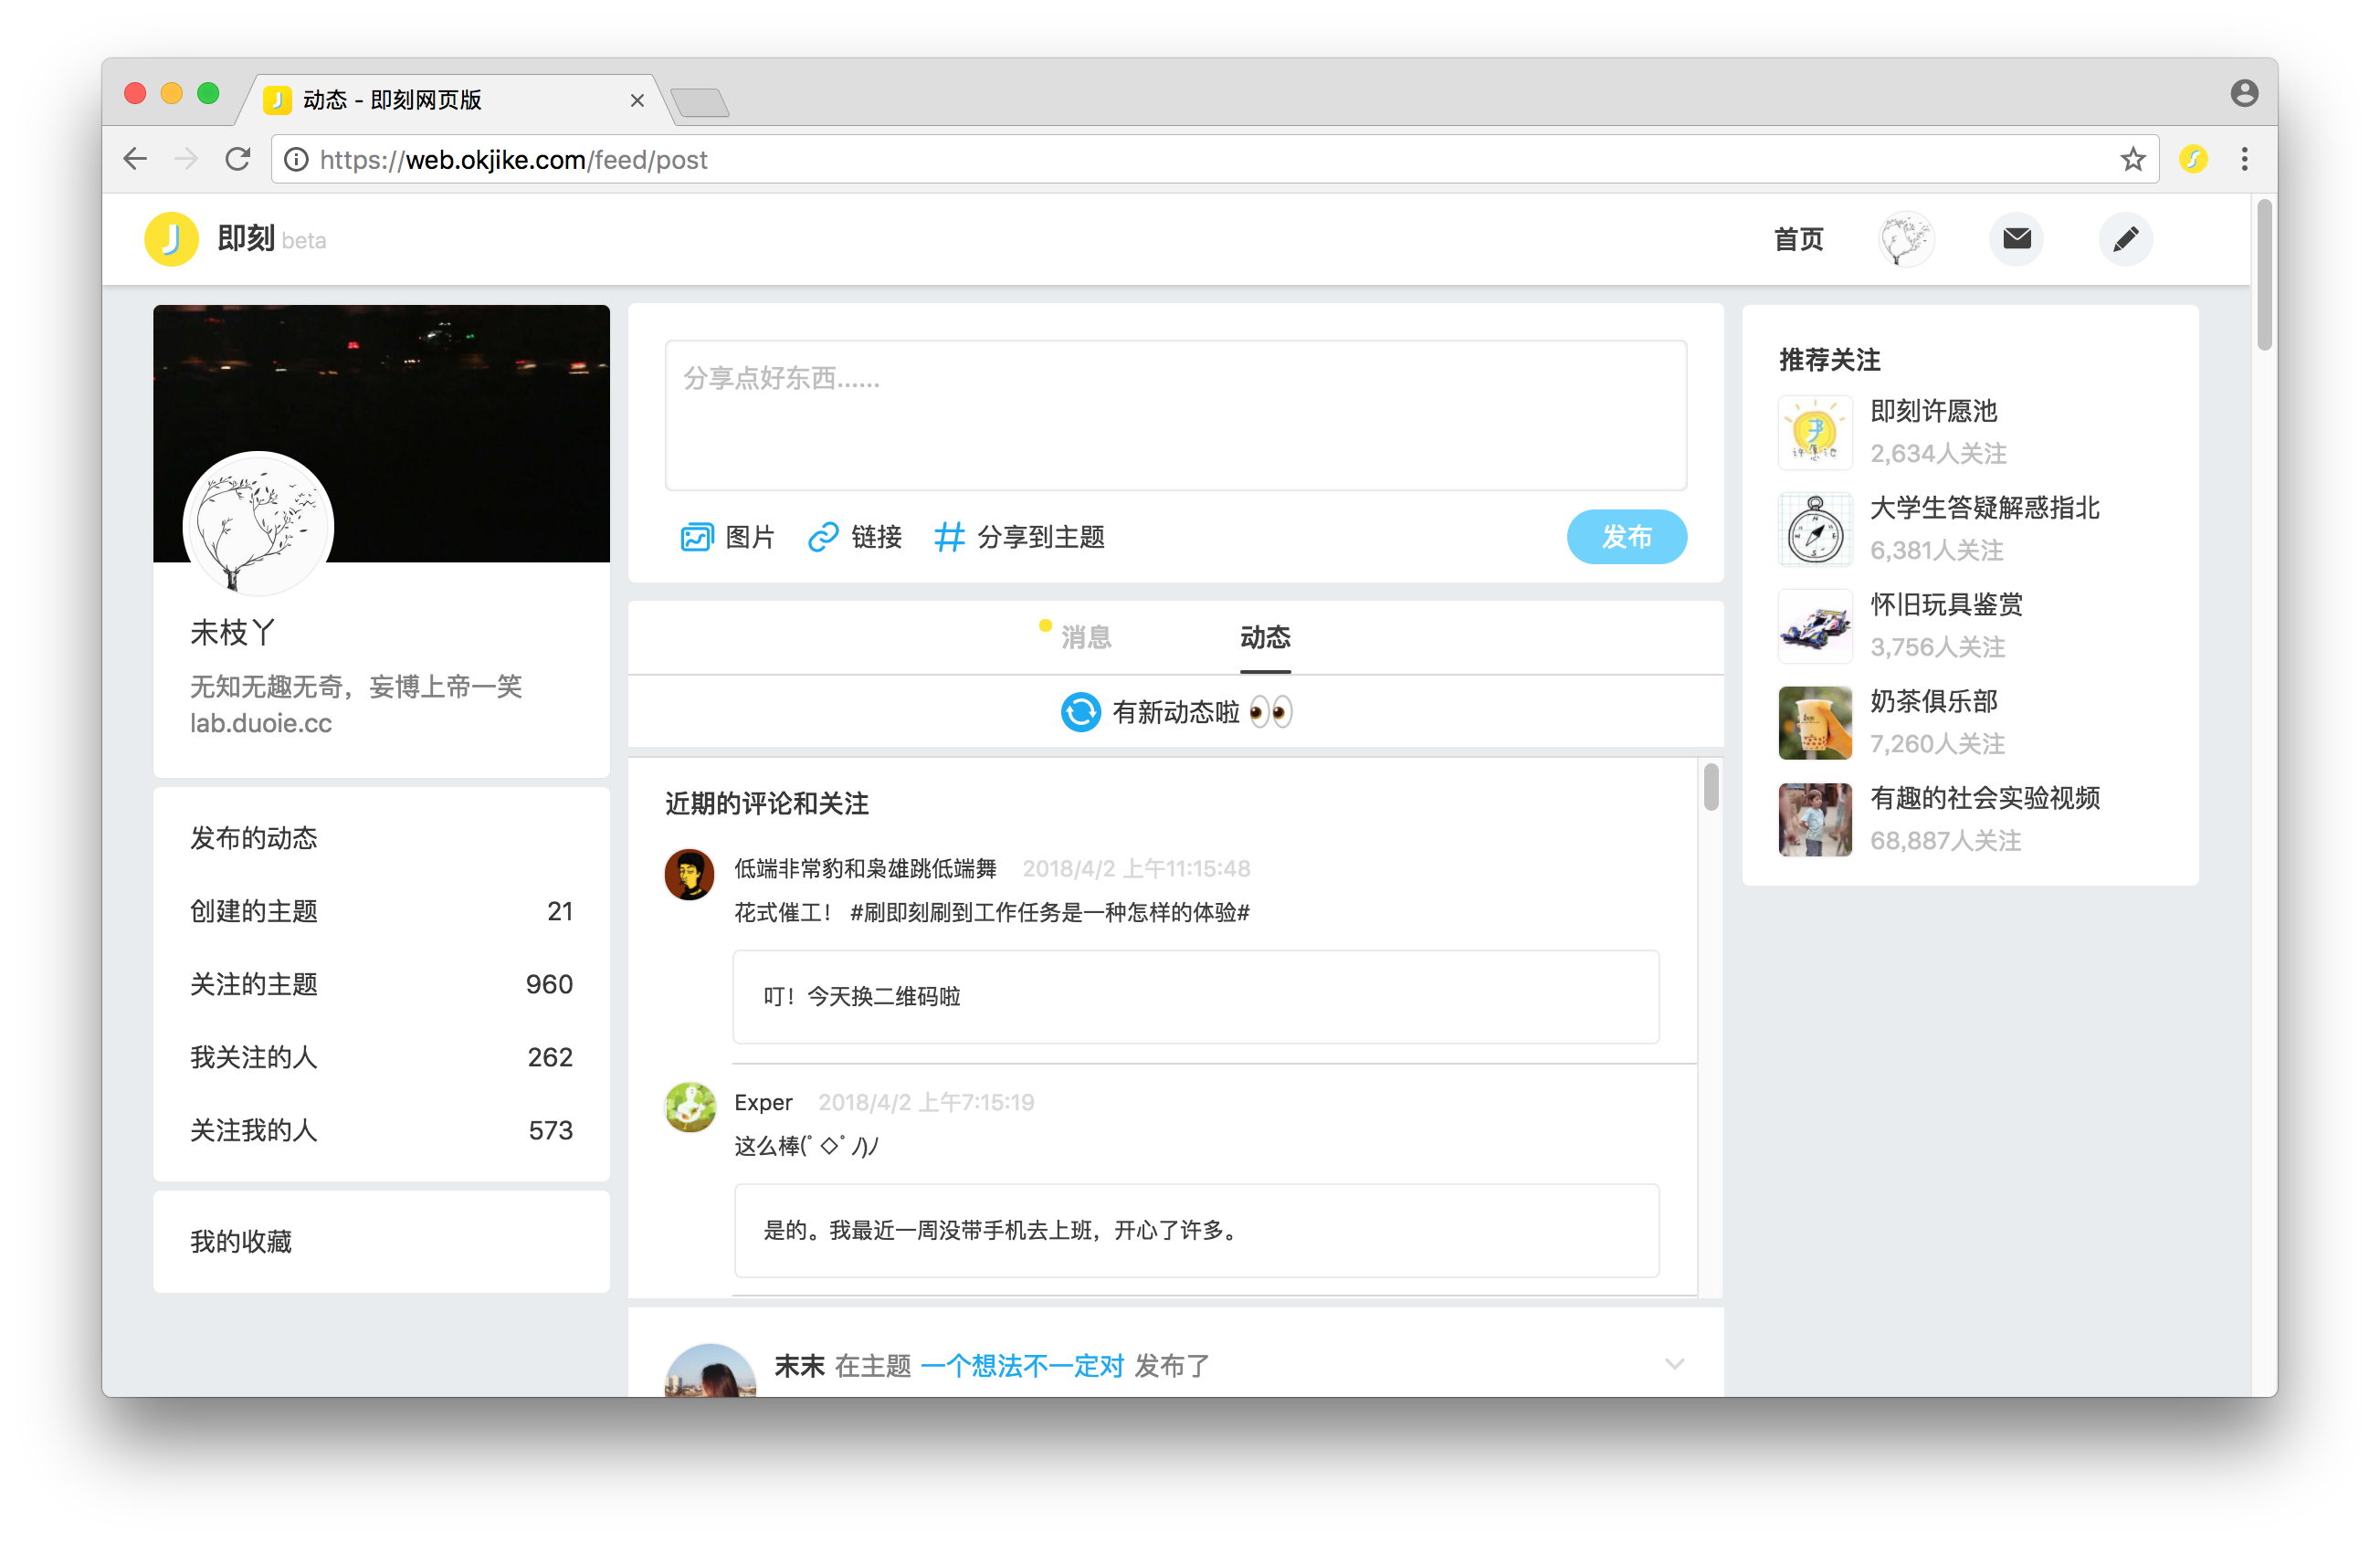 动态 - 即刻网页版
https://web.okjike.com/feed/post
即刻 beta
首页
未枝丫
无知无趣无奇，妄博上帝一笑
lab.duoie.cc
发布的动态
创建的主题 21
关注的主题 960
我关注的人 262
关注我的人 573
我的收藏
分享点好东西......
图片 链接 分享到主题 发布
消息 动态
有新动态啦 👀
近期的评论和关注
低端非常豹和枭雄跳低端舞 2018/4/2 上午11:15:48
花式催工！ #刷即刻刷到工作任务是一种怎样的体验#
叮！今天换二维码啦
Exper 2018/4/2 上午7:15:19
这么棒(ﾟ◇ﾟﾉ)ﾉ
是的。我最近一周没带手机去上班，开心了许多。
末末 在主题 一个想法不一定对 发布了
推荐关注
即刻许愿池
2,634人关注
大学生答疑解惑指北
6,381人关注
怀旧玩具鉴赏
3,756人关注
奶茶俱乐部
7,260人关注
有趣的社会实验视频
68,887人关注